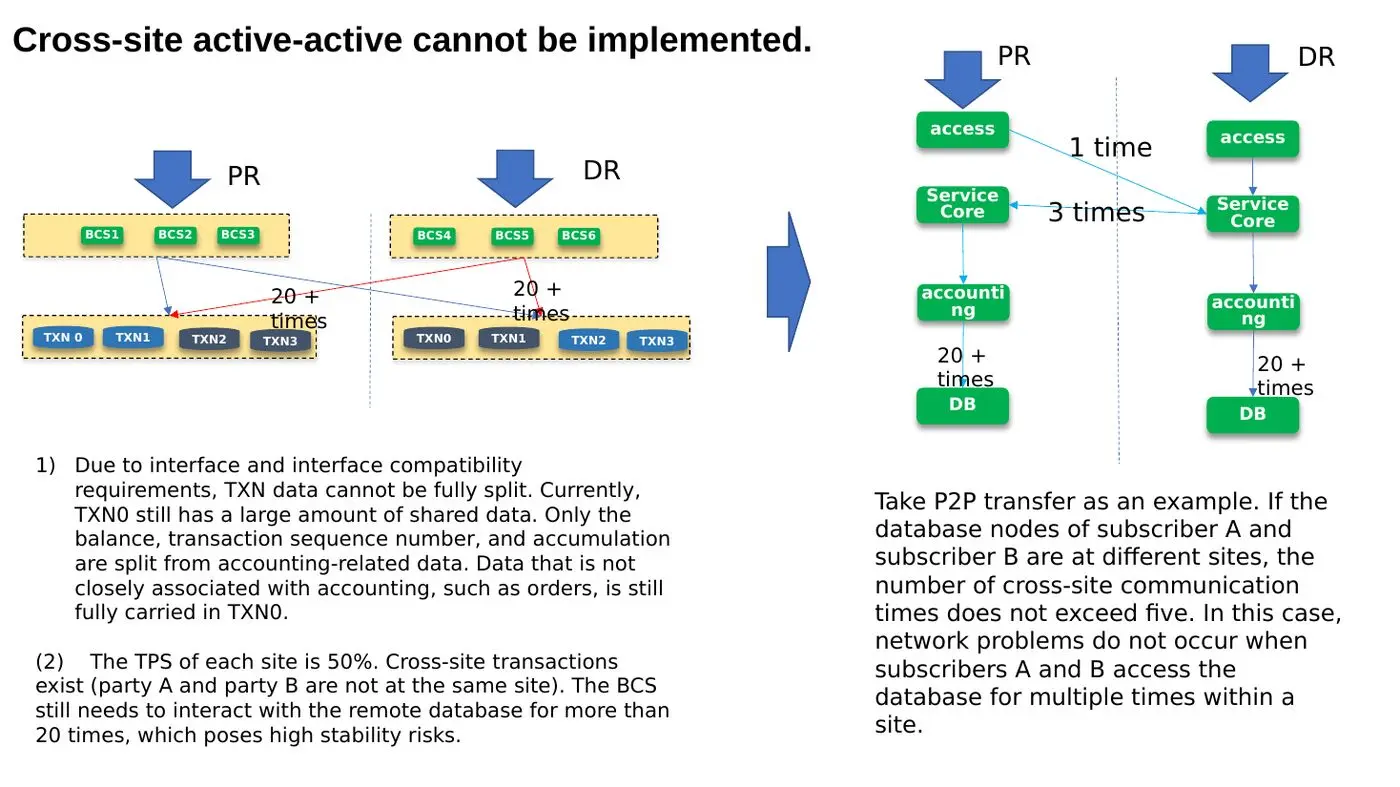 Cross-site active-active cannot be implemented.
PR
DR
BCS1
BCS2
BCS3
BCS4
BCS5
BCS6
20 +
times
20 +
times
TXN 0
TXN1
TXN2
TXN3
TXN0
TXN1
TXN2
TXN3
1) Due to interface and interface compatibility
requirements, TXN data cannot be fully split. Currently,
TXN0 still has a large amount of shared data. Only the
balance, transaction sequence number, and accumulation
are split from accounting-related data. Data that is not
closely associated with accounting, such as orders, is still
fully carried in TXN0.
(2) The TPS of each site is 50%. Cross-site transactions
exist (party A and party B are not at the same site). The BCS
still needs to interact with the remote database for more than
20 times, which poses high stability risks.
PR
DR
access
access
1 time
Service
Core
3 times
Service
Core
accounti
ng
accounti
ng
20 +
times
20 +
times
DB
DB
Take P2P transfer as an example. If the
database nodes of subscriber A and
subscriber B are at different sites, the
number of cross-site communication
times does not exceed five. In this case,
network problems do not occur when
subscribers A and B access the
database for multiple times within a
site.